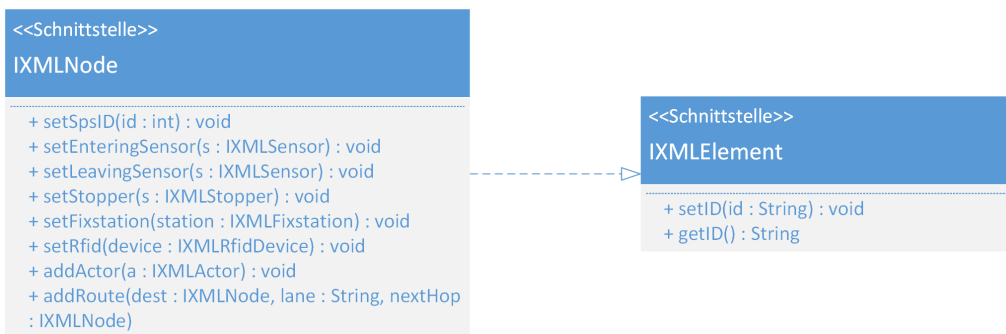 <<Schnittstelle>>
IXMLNode
+ setSpsID(id : int) : void
+ setEnteringSensor(s : IXMLSensor) : void
+ setLeavingSensor(s : IXMLSensor) : void
+ setStopper(s : IXMLStopper) : void
+ setFixstation(station : IXMLFixstation) : void
+ setRfid(device : IXMLRfidDevice) : void
+ addActor(a : IXMLActor) : void
+ addRoute(dest : IXMLNode, lane : String, nextHop
: IXMLNode)
<<Schnittstelle>>
IXMLElement
+ setID(id : String) : void
+ getID() : String